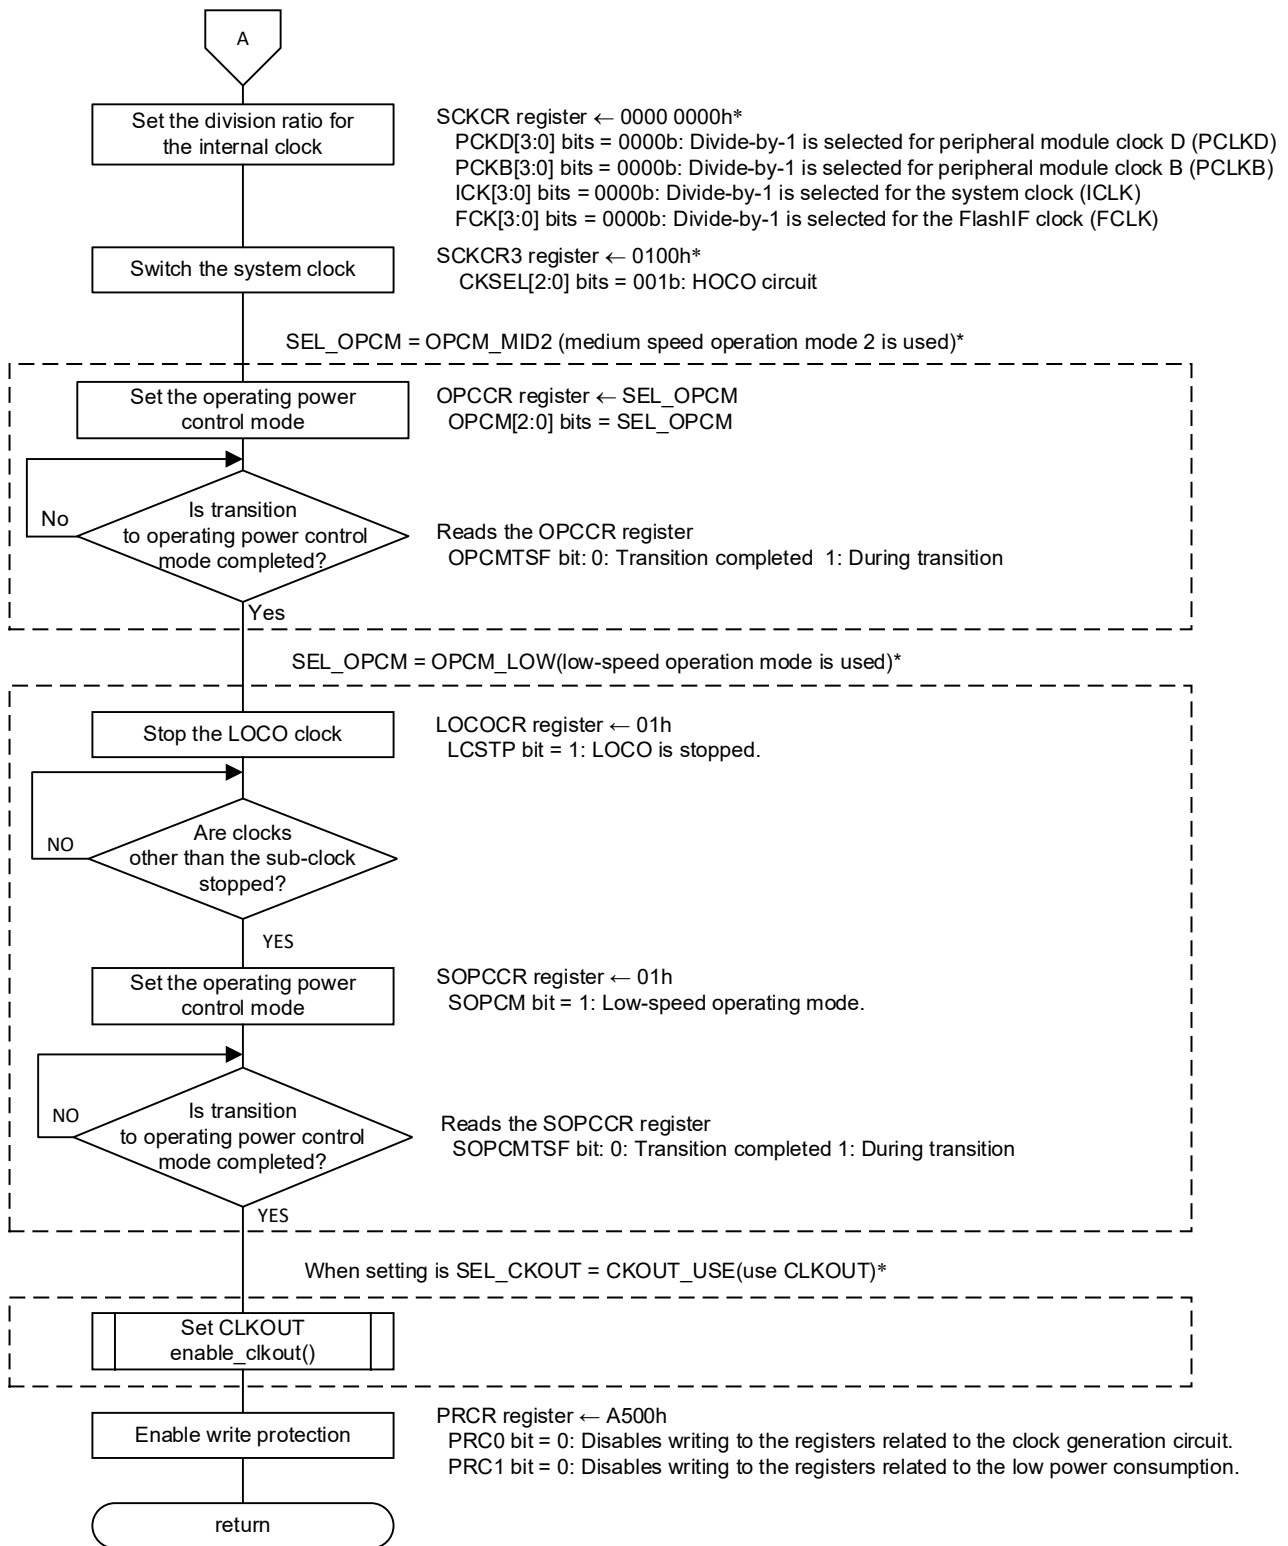 A
Set the division ratio for
the internal clock
SCKCR register ← 0000 0000h*
PCKD[3:0] bits = 0000b: Divide-by-1 is selected for peripheral module clock D (PCLKD)
PCKB[3:0] bits = 0000b: Divide-by-1 is selected for peripheral module clock B (PCLKB)
ICK[3:0] bits = 0000b: Divide-by-1 is selected for the system clock (ICLK)
FCK[3:0] bits = 0000b: Divide-by-1 is selected for the FlashIF clock (FCLK)
Switch the system clock
SCKCR3 register ← 0100h*
CKSEL[2:0] bits = 001b: HOCO circuit
SEL_OPCM = OPCM_MID2 (medium speed operation mode 2 is used)*
Set the operating power
control mode
OPCCR register ← SEL_OPCM
OPCM[2:0] bits = SEL_OPCM
No
Is transition
to operating power control
mode completed?
Reads the OPCCR register
OPCMTSF bit: 0: Transition completed 1: During transition
Yes
SEL_OPCM = OPCM_LOW(low-speed operation mode is used)*
Stop the LOCO clock
LOCOCR register ← 01h
LCSTP bit = 1: LOCO is stopped.
NO
Are clocks
other than the sub-clock
stopped?
YES
Set the operating power
control mode
SOPCCR register ← 01h
SOPCM bit = 1: Low-speed operating mode.
NO
Is transition
to operating power control
mode completed?
Reads the SOPCCR register
SOPCMTSF bit: 0: Transition completed 1: During transition
YES
When setting is SEL_CKOUT = CKOUT_USE(use CLKOUT)*
Set CLKOUT
enable_clkout()
Enable write protection
PRCR register ← A500h
PRC0 bit = 0: Disables writing to the registers related to the clock generation circuit.
PRC1 bit = 0: Disables writing to the registers related to the low power consumption.
return